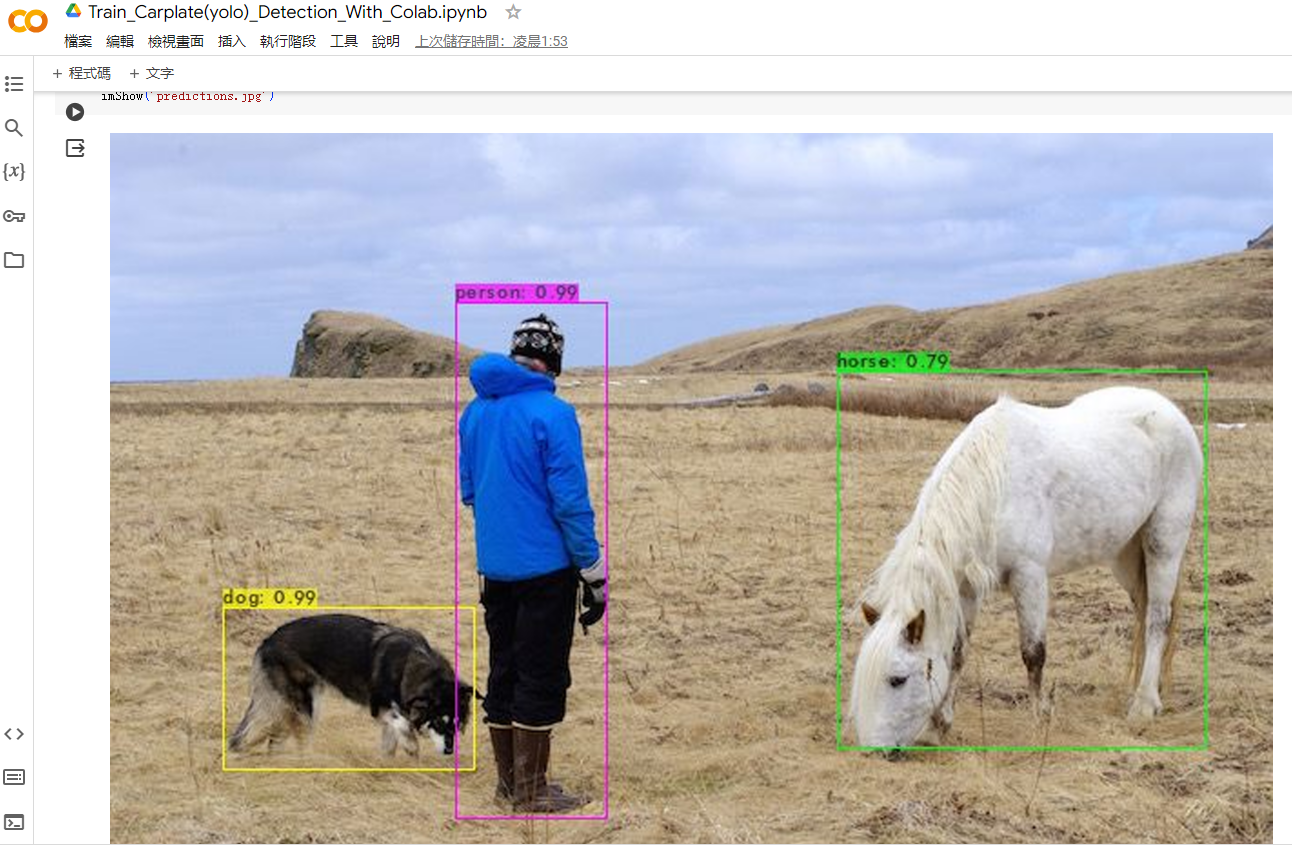 Train_Carplate(yolo)_Detection_With_Colab.ipynb
檔案 編輯 檢視畫面 插入 執行階段 工具 說明 上次儲存時間：凌晨1:53
+ 程式碼 + 文字
imShow('predictions.jpg')
{x}
person: 0.99
horse: 0.79
dog: 0.99